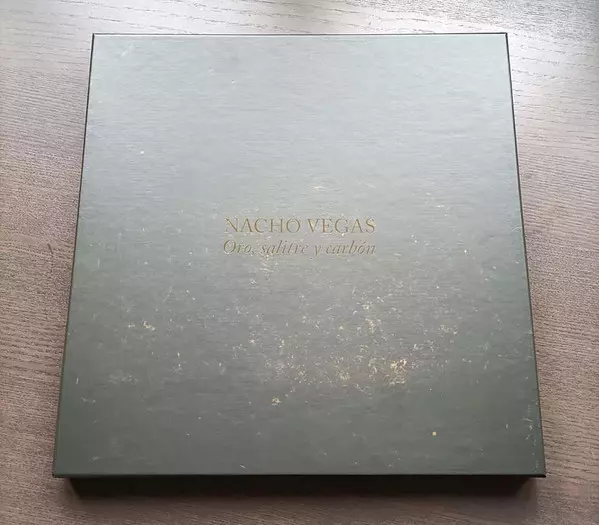 NACHO VEGAS
Oro, salitre y carbón